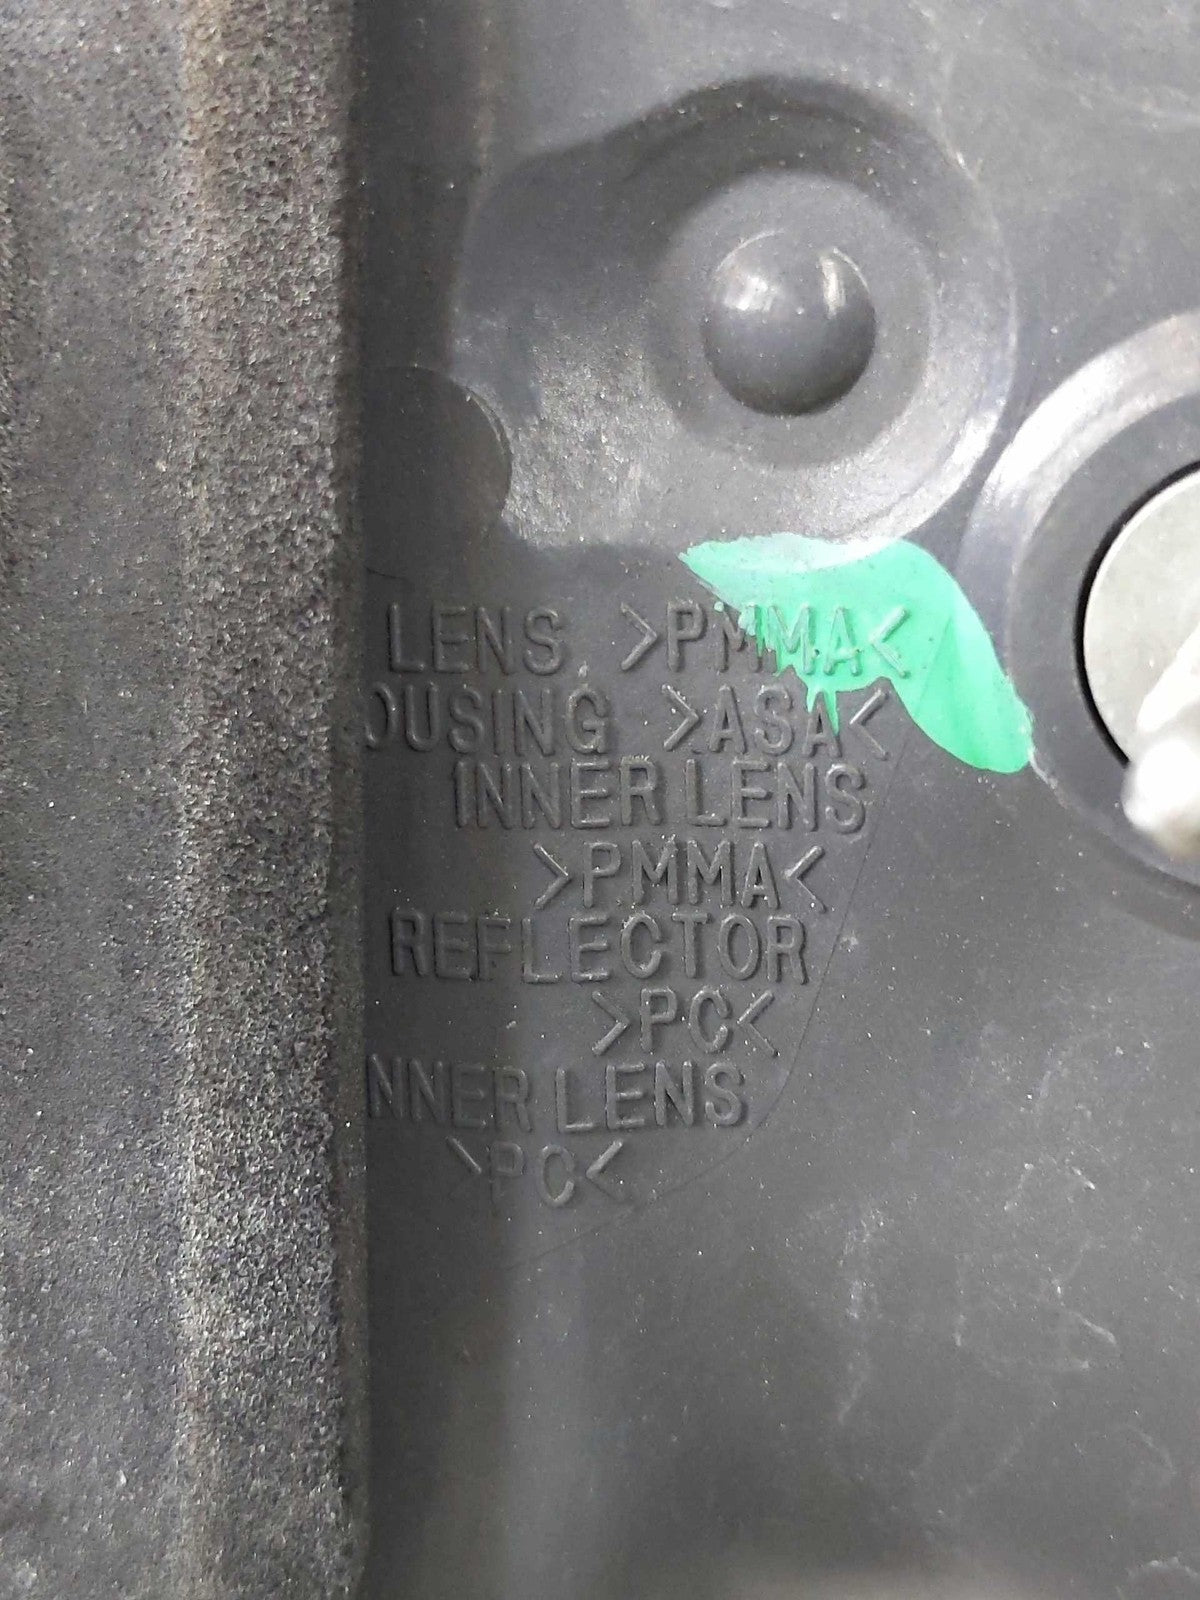 LENS >PMMA<
OUSING >ASA<
INNER LENS
>PMMA<
REFLECTOR
>PC<
NNER LENS
>PC<